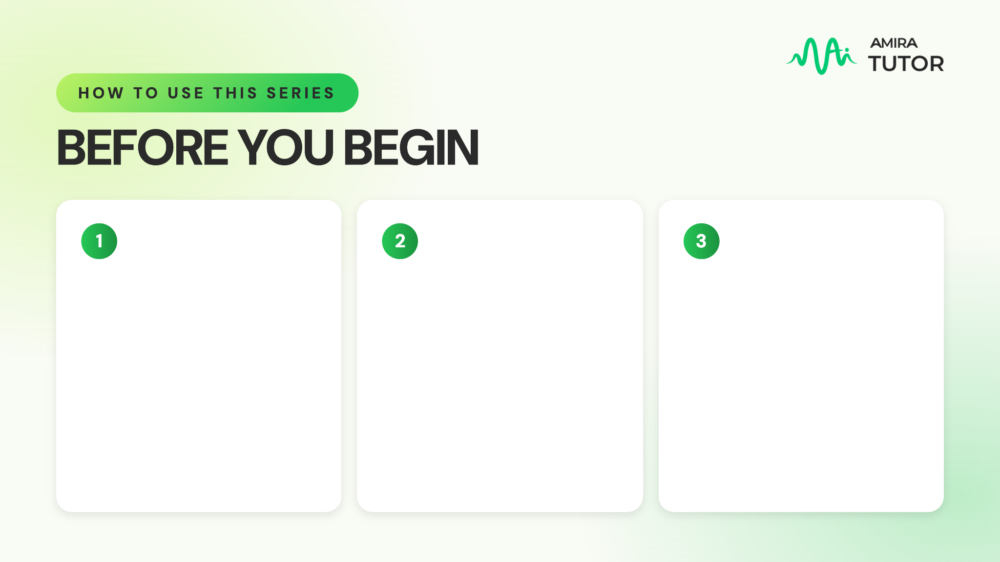 AMIRA
TUTOR
HOW TO USE THIS SERIES
BEFORE YOU BEGIN
1
2
3